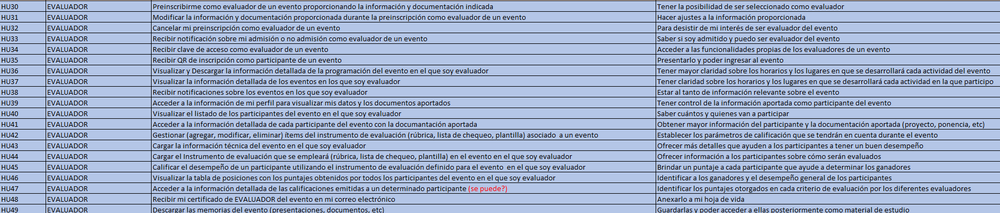 HU30 EVALUADOR Preinscribirme como evaluador de un evento proporcionando la información y documentación indicada Tener la posibilidad de ser seleccionado como evaluador
HU31 EVALUADOR Modificar la información y documentación proporcionada durante la preinscripción como evaluador de un evento Hacer ajustes a la información proporcionada
HU32 EVALUADOR Cancelar mi preinscripción como evaluador de un evento Para desistir de mi interés de ser evaluador del evento
HU33 EVALUADOR Recibir notificación sobre mi admisión o no admisión como evaluador de un evento Saber si soy admitido y puedo ser evaluador del evento
HU34 EVALUADOR Recibir clave de acceso como evaluador de un evento Acceder a las funcionalidades propias de los evaluadores de un evento
HU35 EVALUADOR Recibir QR de inscripción como participante de un evento Presentarlo y poder ingresar al evento
HU36 EVALUADOR Visualizar y Descargar la información detallada de la programación del evento en el que soy evaluador Tener mayor claridad sobre los horarios y los lugares en que se desarrollará cada actividad del evento
HU37 EVALUADOR Visualizar la información detallada de los eventos en los que soy evaluador Tener claridad sobre los horarios y los lugares en que se desarrollará cada actividad en la que participo
HU38 EVALUADOR Recibir notificaciones sobre los eventos en los que soy evaluador Estar al tanto de información relevante sobre el evento
HU39 EVALUADOR Acceder a la información de mi perfil para visualizar mis datos y los documentos aportados Tener control de la información aportada como participante del evento
HU40 EVALUADOR Visualizar el listado de los participantes del evento en el que soy evaluador Saber cuántos y quienes van a participar
HU41 EVALUADOR Acceder a la información detallada de cada participante del evento con la documantación aportada Obtener mayor información del participante y la documentación aportada (proyecto, ponencia, etc)
HU42 EVALUADOR Gestionar (agregar, modificar, eliminar) ítems del instrumento de evaluación (rúbrica, lista de chequeo, plantilla) asociado a un evento Establecer los parámetros de calificación que se tendrán en cuenta durante el evento
HU43 EVALUADOR Cargar la información técnica del evento en el que soy evaluador Ofrecer más detalles que ayuden a los participantes a tener un buen desempeño
HU44 EVALUADOR Cargar el Instrumento de evaluación que se empleará (rúbrica, lista de chequeo, plantilla) en el evento en el que soy evaluador Ofrecer información a los participantes sobre cómo serán evaluados
HU45 EVALUADOR Calificar el desempeño de un participante utilizando el instrumento de evaluación definido para el evento en el que soy evaluador Brindar un puntaje a cada participante que ayude a determinar los ganadores
HU46 EVALUADOR Visualizar la tabla de posiciones con los puntajes obtenidos por todos los participantes del evento en el que soy evaluador Identificar a los ganadores y el desempeño general de los participantes
HU47 EVALUADOR Acceder a la información detallada de las calificaciones emitidas a un determinado participante (se puede?) Identificar los puntajes otorgados en cada criterio de evaluación por los diferentes evaluadores
HU48 EVALUADOR Recibir mi certificado de EVALUADOR del evento en mi correo electrónico Anexarlo a mi hoja de vida
HU49 EVALUADOR Descargar las memorias del evento (presentaciones, documentos, etc) Guardarlas y poder acceder a ellas posteriormente como material de estudio